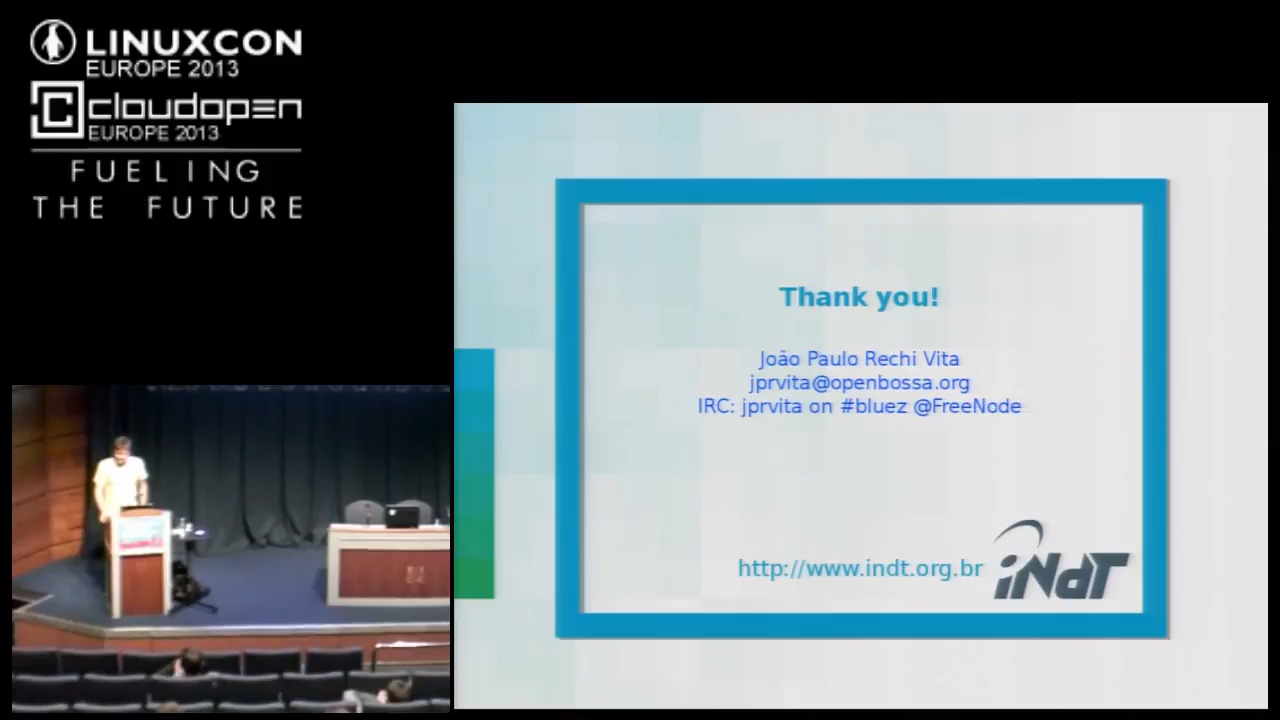 LINUXCON
EUROPE 2013
cloudopen
EUROPE 2013
FUELING
THE FUTURE
Thank you!
João Paulo Rechi Vita
jprvita@openbossa.org
IRC: jprvita on #bluez @FreeNode
http://www.indt.org.br
iNdT